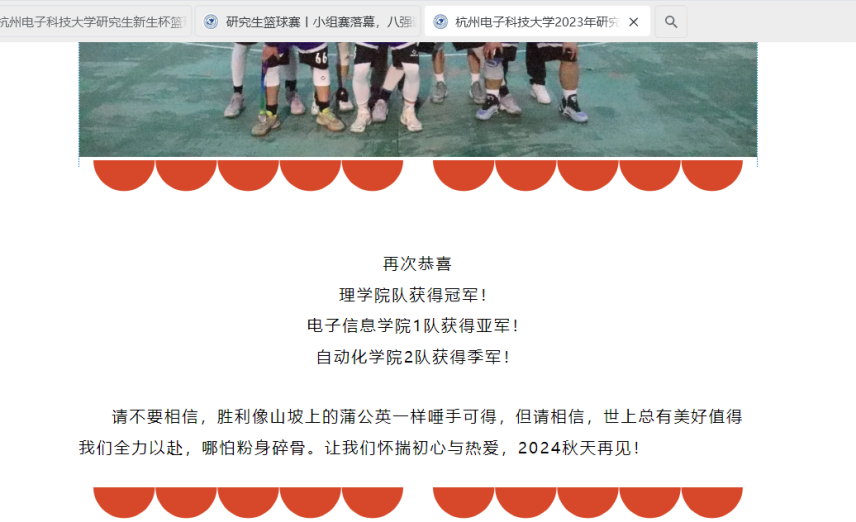 杭州电子科技大学研究生新生杯篮
研究生篮球赛丨小组赛落幕，八强
杭州电子科技大学2023年研究
66
再次恭喜
理学院队获得冠军！
电子信息学院1队获得亚军！
自动化学院2队获得季军！
请不要相信，胜利像山坡上的蒲公英一样唾手可得，但请相信，世上总有美好值得
我们全力以赴，哪怕粉身碎骨。让我们怀揣初心与热爱，2024秋天再见！